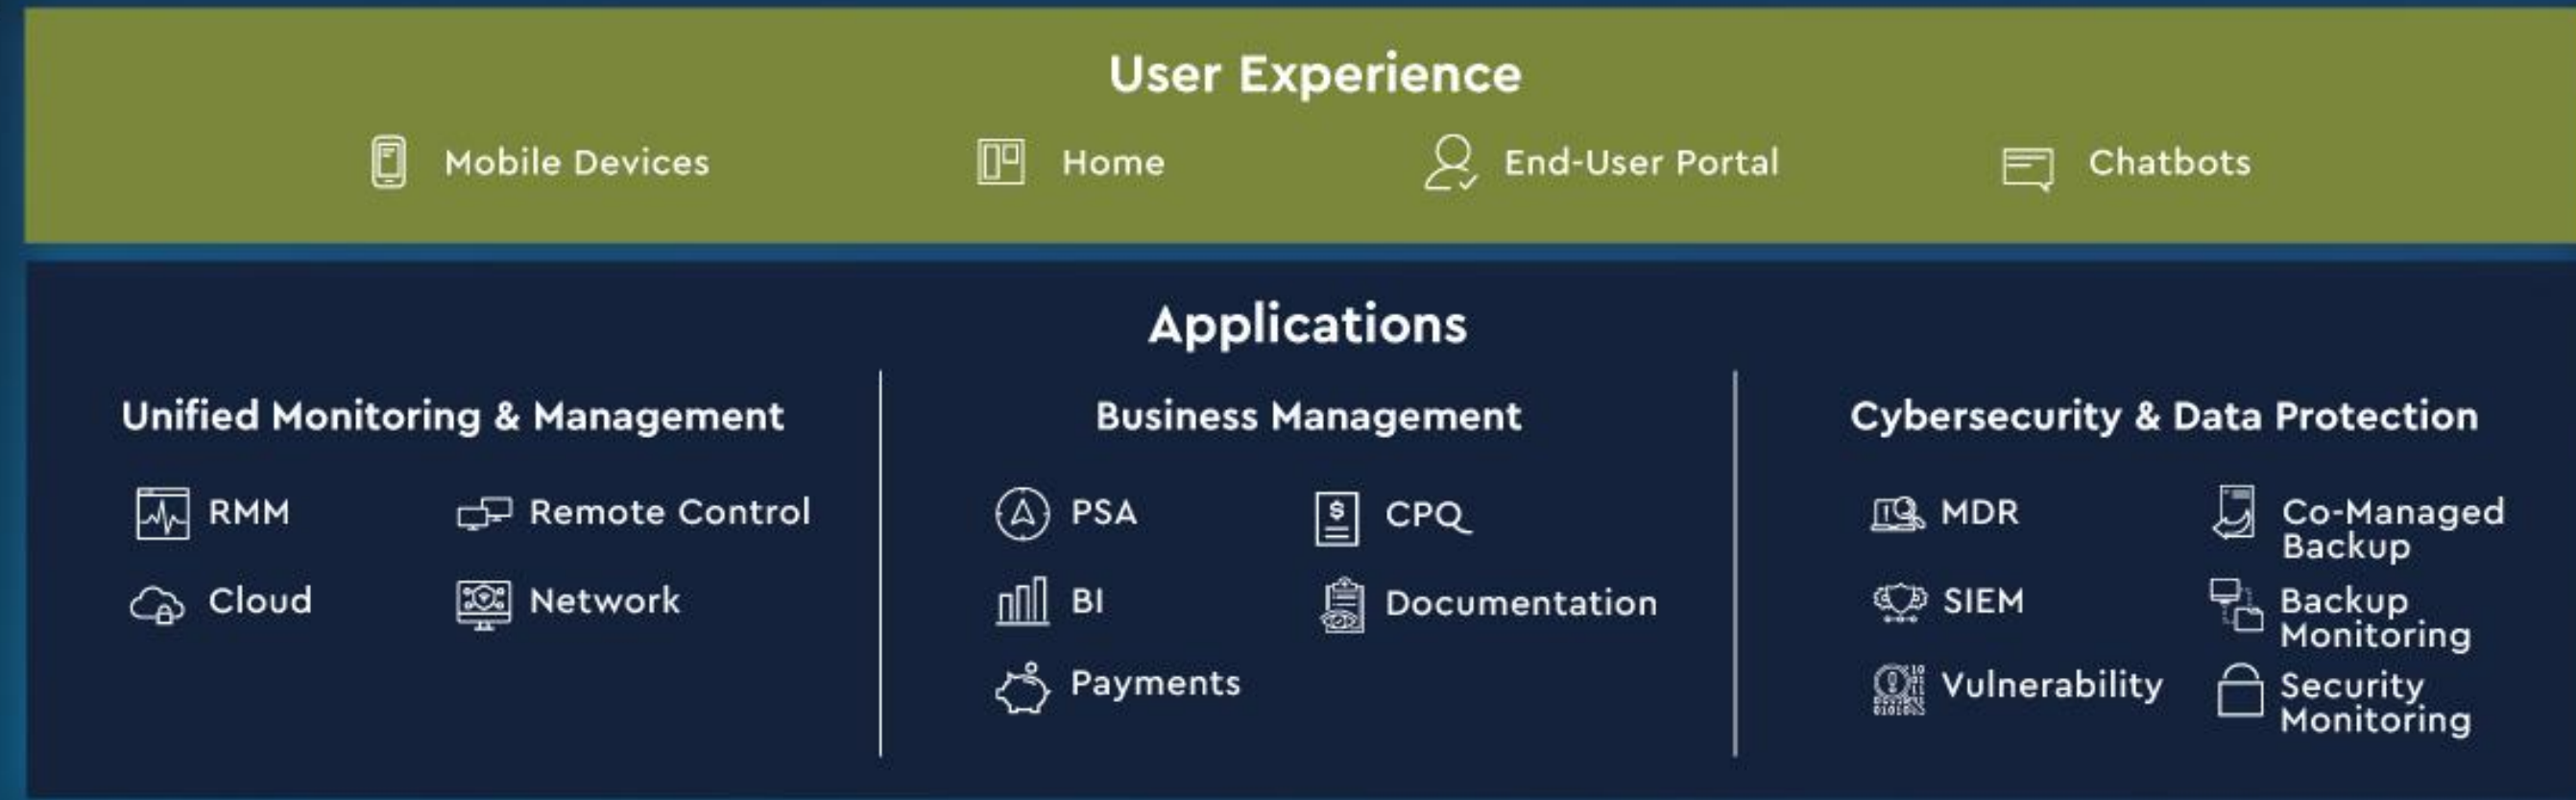 User Experience
Mobile Devices
Home
End-User Portal
Chatbots
Applications
Unified Monitoring & Management
RMM
Remote Control
Cloud
Network
Business Management
PSA
CPQ
BI
Documentation
Payments
Cybersecurity & Data Protection
MDR
Co-Managed
Backup
SIEM
Backup
Monitoring
Vulnerability
Security
Monitoring